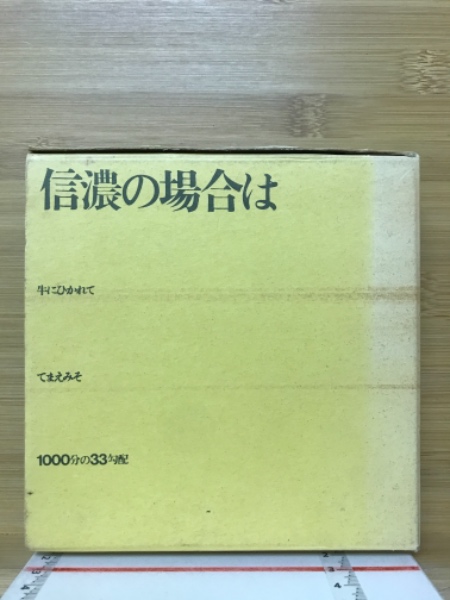 信濃の場合は
牛にひかれて
てまえみそ
1000分の33勾配